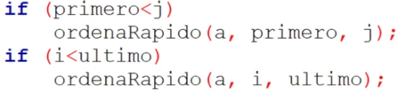 if (primero<j)
    ordenaRapido(a, primero, j);
if (i<ultimo)
    ordenaRapido(a, i, ultimo);